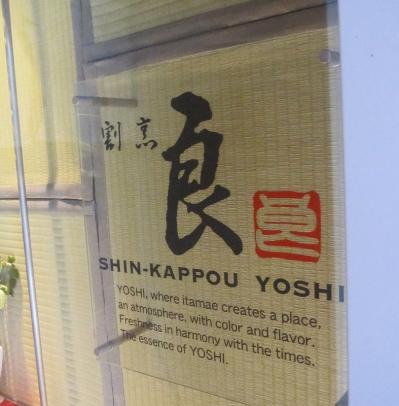 割烹
良
SHIN-KAPPOU YOSHI
YOSHI, where itamae creates a place,
an atmosphere, with color and flavor.
Freshness in harmony with the times.
The essence of YOSHI.